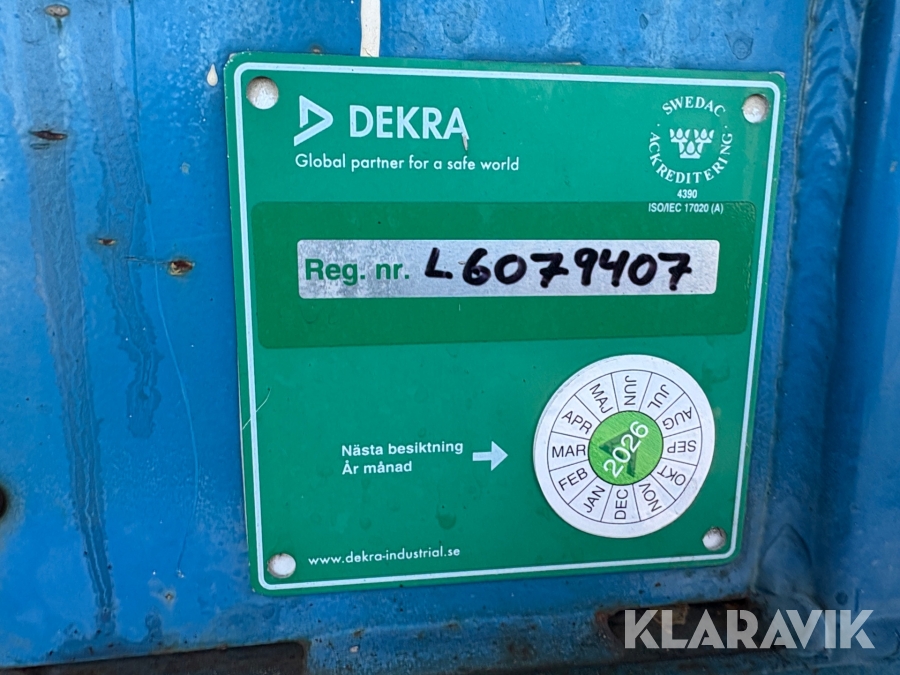 DEKRA
Global partner for a safe world
SWEDAC
ACKREDITERING
4390
ISO/IEC 17020 (A)
Reg. nr. L6079407
Nästa besiktning
År månad
JAN
FEB
MAR
APR
MAJ
JUN
JUL
AUG
SEP
OKT
NOV
DEC
2026
www.dekra-industrial.se
KLARAVIK